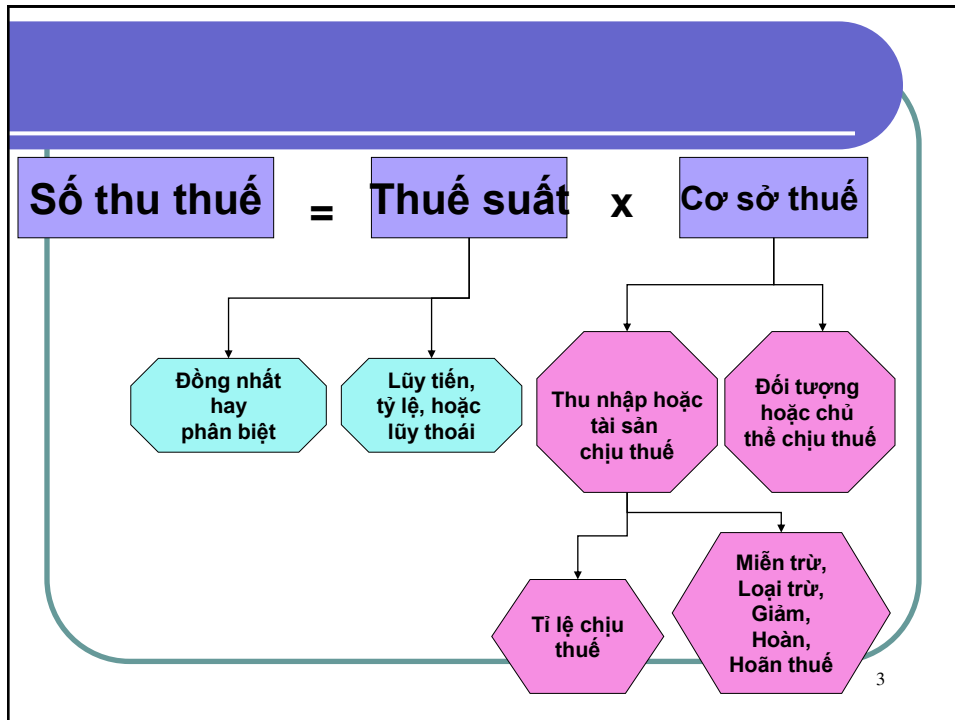 Số thu thuế
=
Thuế suất
x
Cơ sở thuế
Đồng nhất
hay
phân biệt
Lũy tiến,
tỷ lệ, hoặc
lũy thoái
Thu nhập hoặc
tài sản
chịu thuế
Đối tượng
hoặc chủ
thể chịu thuế
Tỉ lệ chịu
thuế
Miễn trừ,
Loại trừ,
Giảm,
Hoàn,
Hoãn thuế
3